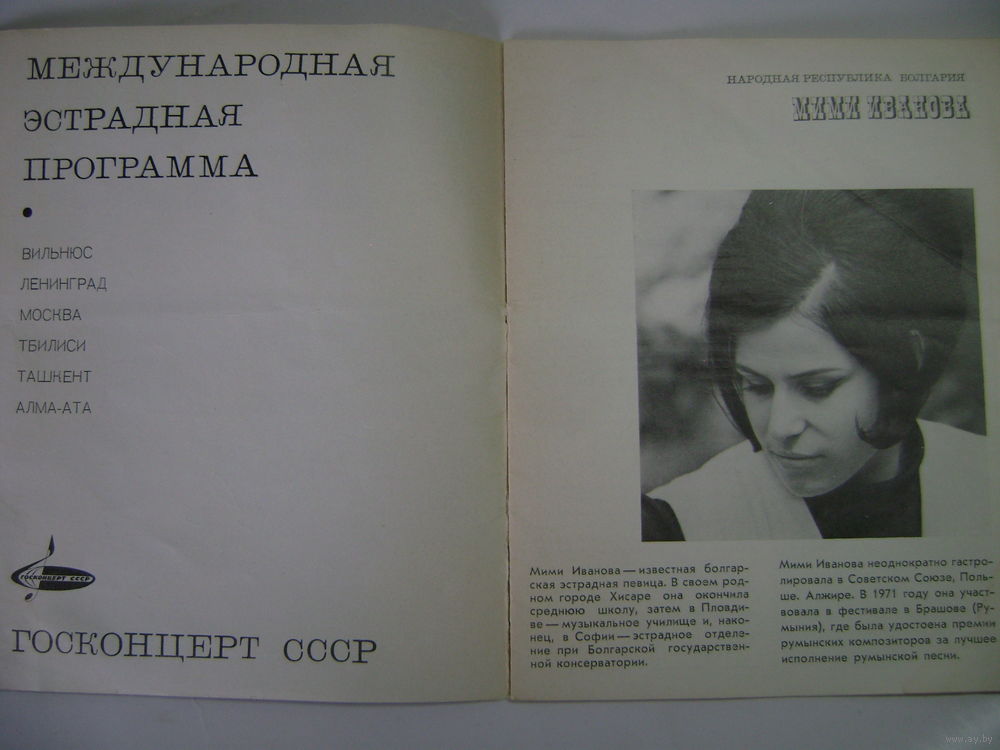 МЕЖДУНАРОДНАЯ
ЭСТРАДНАЯ
ПРОГРАММА
•
ВИЛЬНЮС
ЛЕНИНГРАД
МОСКВА
ТБИЛИСИ
ТАШКЕНТ
АЛМА-АТА
ГОСКОНЦЕРТ СССР
ГОСКОНЦЕРТ СССР
НАРОДНАЯ РЕСПУБЛИКА БОЛГАРИЯ
МИМИ ИВАНОВА
Мими Иванова — известная болгар-
ская эстрадная певица. В своем род-
ном городе Хисаре она окончила
среднюю школу, затем в Пловди-
ве — музыкальное училище и, нако-
нец, в Софии — эстрадное отделе-
ние при Болгарской государствен-
ной консерватории.
Мими Иванова неоднократно гастро-
лировала в Советском Союзе, Поль-
ше. Алжире. В 1971 году она участ-
вовала в фестивале в Брашове (Ру-
мыния), где была удостоена премии
румынских композиторов за лучшее
исполнение румынской песни.
www.ay.by